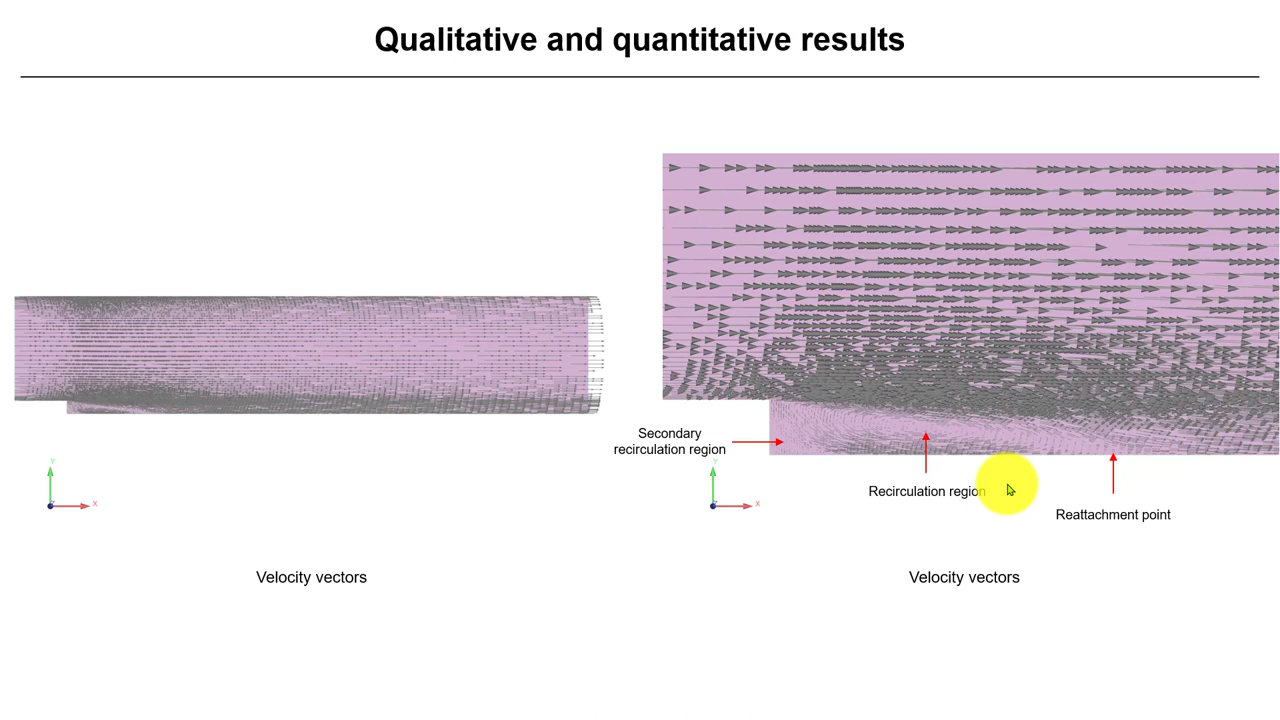 Qualitative and quantitative results
Secondary
recirculation region
Recirculation region
Reattachment point
Y
X
Y
X
Velocity vectors
Velocity vectors